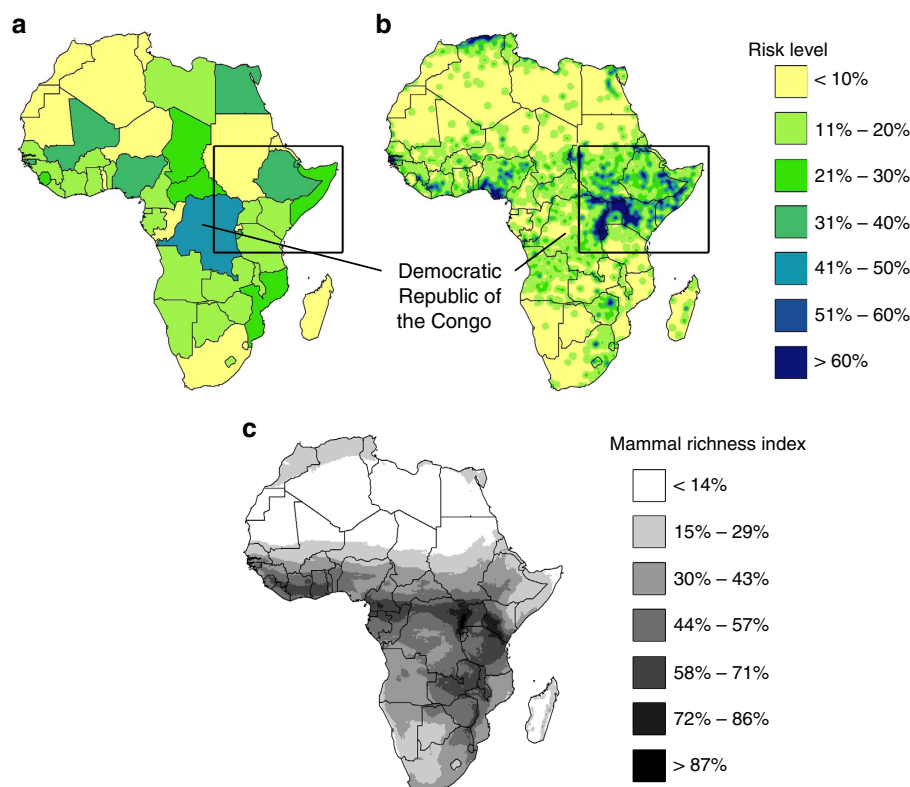 a
b
Risk level
< 10%
11% – 20%
21% – 30%
31% – 40%
41% – 50%
51% – 60%
> 60%
Democratic
Republic of
the Congo
c
Mammal richness index
< 14%
15% – 29%
30% – 43%
44% – 57%
58% – 71%
72% – 86%
> 87%